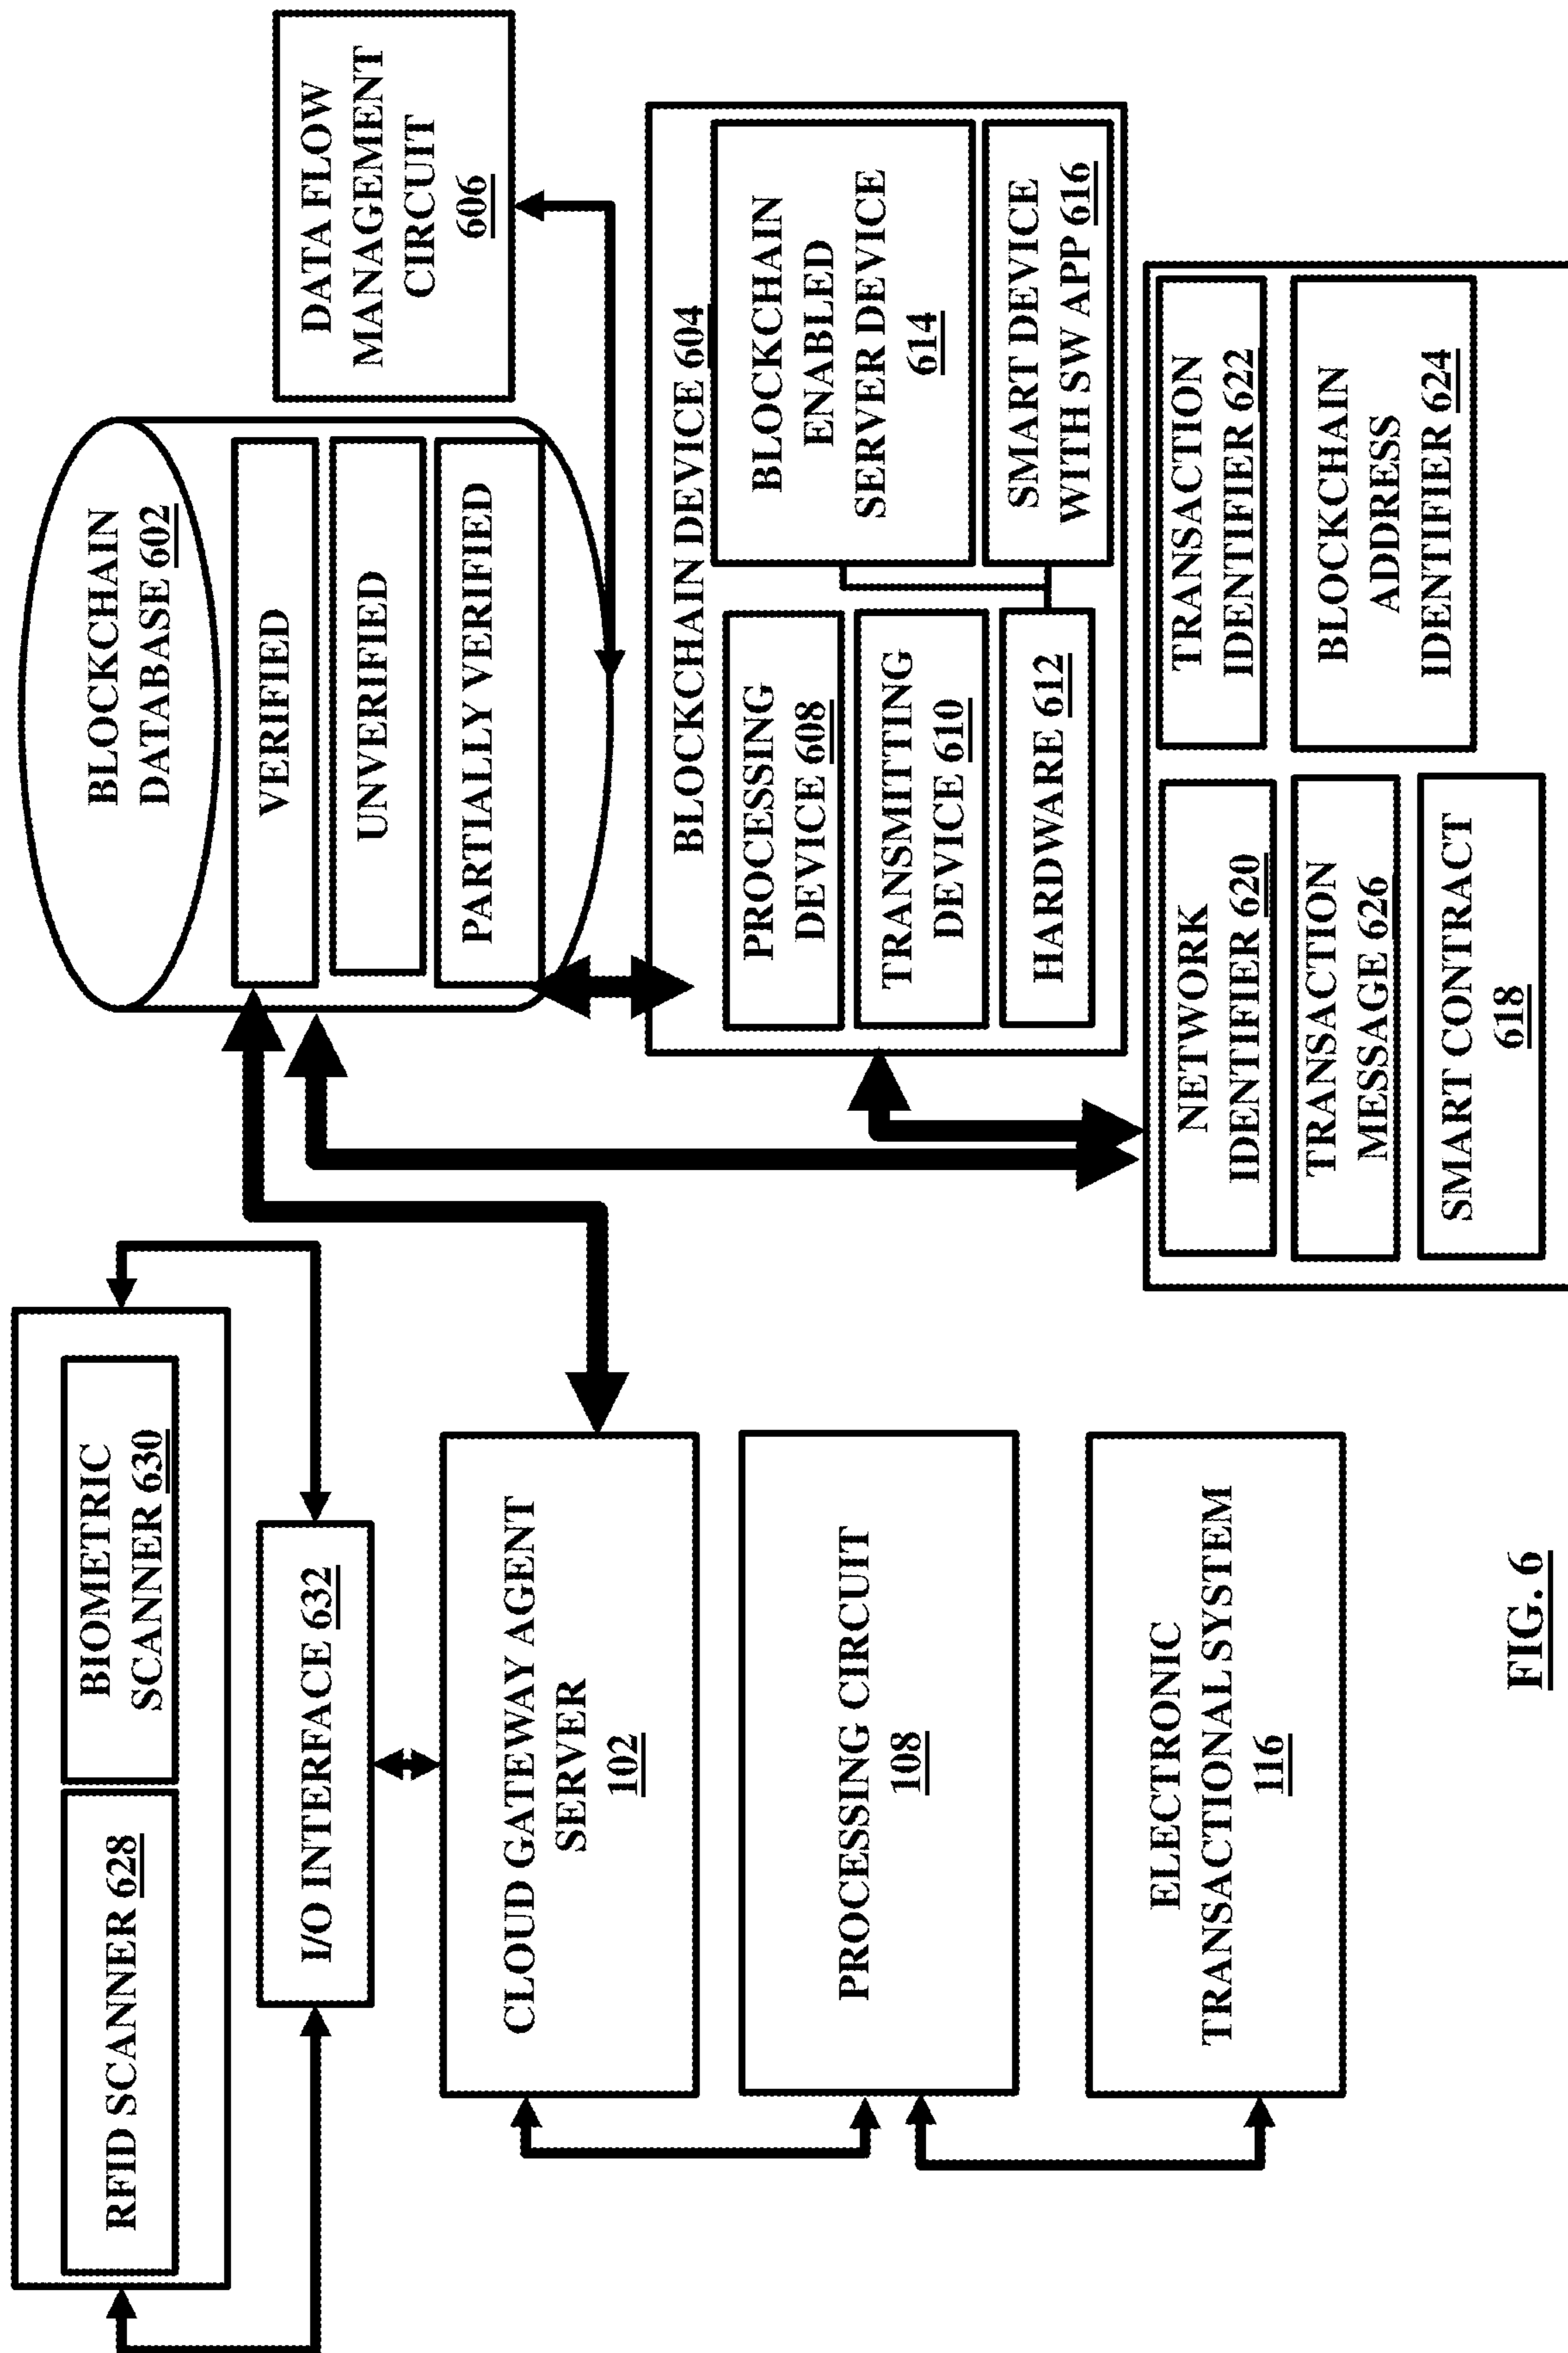 RFID SCANNER 628
BIOMETRIC
SCANNER 630
I/O INTERFACE 632
CLOUD GATEWAY AGENT
SERVER
102
PROCESSING CIRCUIT
108
ELECTRONIC
TRANSACTIONAL SYSTEM
116
BLOCKCHAIN
DATABASE 602
VERIFIED
UNVERIFIED
PARTIALLY VERIFIED
DATA FLOW
MANAGEMENT
CIRCUIT
606
BLOCKCHAIN DEVICE 604
PROCESSING
DEVICE 608
TRANSMITTING
DEVICE 610
HARDWARE 612
BLOCKCHAIN
ENABLED
SERVER DEVICE
614
SMART DEVICE
WITH SW APP 616
NETWORK
IDENTIFIER 620
TRANSACTION
MESSAGE 626
SMART CONTRACT
618
TRANSACTION
IDENTIFIER 622
BLOCKCHAIN
ADDRESS
IDENTIFIER 624
FIG. 6